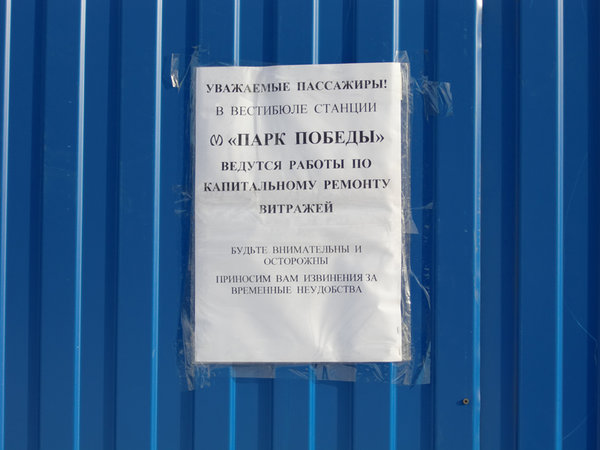 УВАЖАЕМЫЕ ПАССАЖИРЫ!
В ВЕСТИБЮЛЕ СТАНЦИИ
«ПАРК ПОБЕДЫ»
ВЕДУТСЯ РАБОТЫ ПО
КАПИТАЛЬНОМУ РЕМОНТУ
ВИТРАЖЕЙ
БУДЬТЕ ВНИМАТЕЛЬНЫ И
ОСТОРОЖНЫ
ПРИНОСИМ ВАМ ИЗВИНЕНИЯ ЗА
ВРЕМЕННЫЕ НЕУДОБСТВА